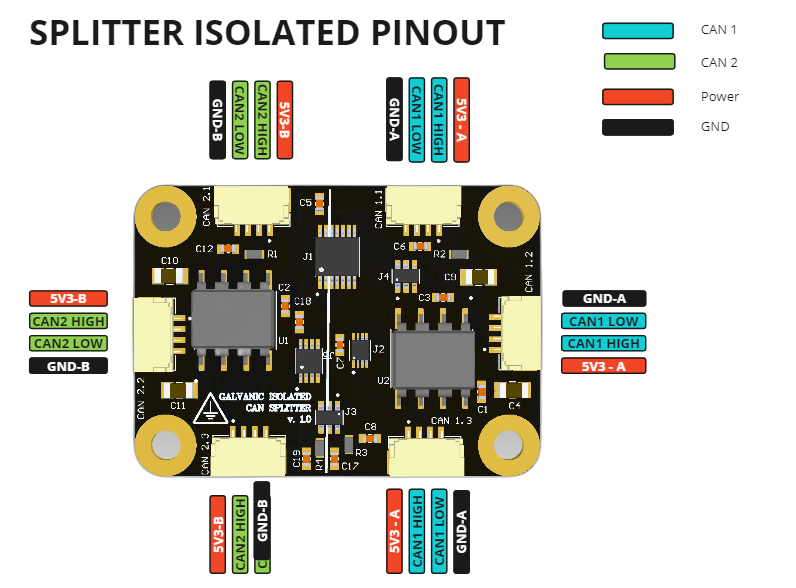 SPLITTER ISOLATED PINOUT
CAN 1
CAN 2
Power
GND
GND-B
CAN2 LOW
CAN2 HIGH
5V3-B
GND-A
CAN1 LOW
CAN1 HIGH
5V3 - A
CAN 2.1
C5
CAN 1.1
C12
R1
J1
C6
R2
C10
J4
C9
CAN 1.2
C2
C18
C3
5V3-B
CAN2 HIGH
CAN2 LOW
GND-B
GND-A
CAN1 LOW
CAN1 HIGH
5V3 - A
U1
C7
J2
U2
CAN 2.2
C11
C1
C4
GALVANIC ISOLATED
CAN SPLITTER
v. 1.0
J3
CAN 1.3
C8
R3
CAN 2.3
C19
C17
5V3-B
CAN2 HIGH
GND-B
5V3 - A
CAN1 HIGH
CAN1 LOW
GND-A